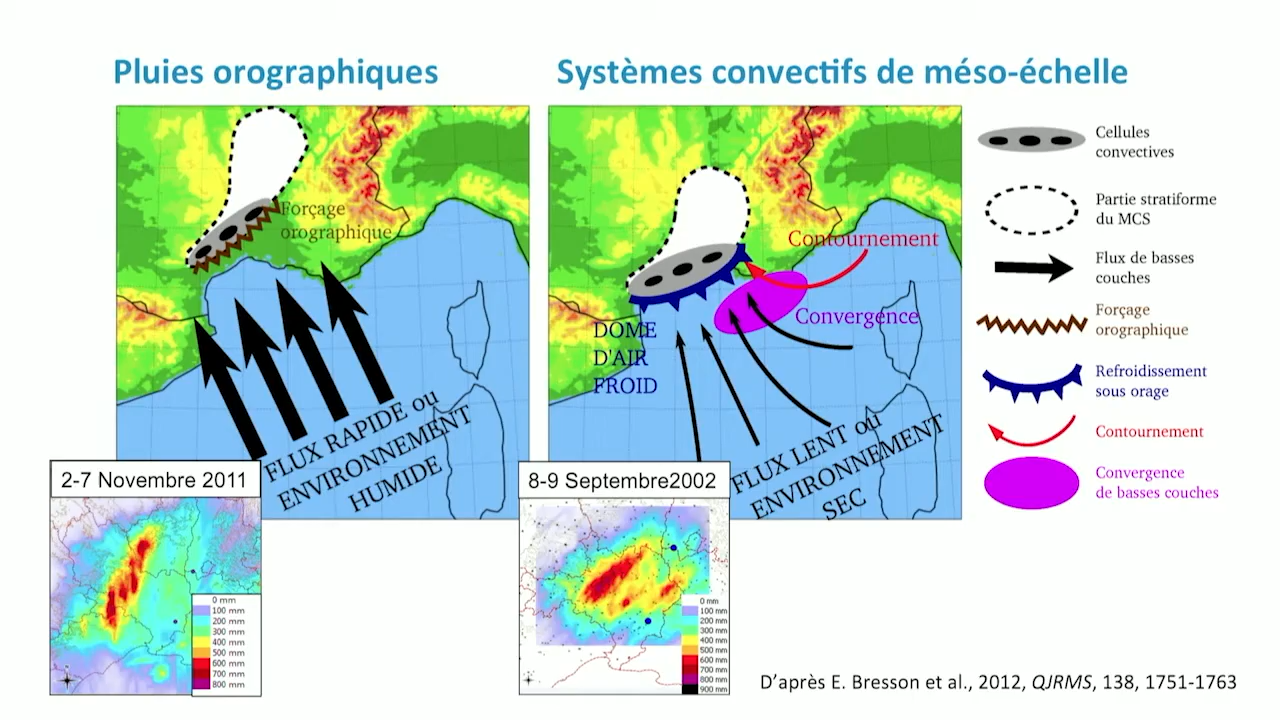 Pluies orographiques
Systèmes convectifs de méso-échelle
Forçage
orographique
FLUX RAPIDE ou
ENVIRONNEMENT
HUMIDE
Contournement
Convergence
DOME
D'AIR
FROID
FLUX LENT ou
ENVIRONNEMENT
SEC
Cellules
convectives
Partie stratiforme
du MCS
Flux de basses
couches
Forçage
orographique
Refroidissement
sous orage
Contournement
Convergence
de basses couches
2-7 Novembre 2011
0 mm
100 mm
200 mm
300 mm
400 mm
500 mm
600 mm
700 mm
800 mm
8-9 Septembre2002
0 mm
100 mm
200 mm
300 mm
400 mm
500 mm
600 mm
700 mm
800 mm
900 mm
D'après E. Bresson et al., 2012, QJRMS, 138, 1751-1763